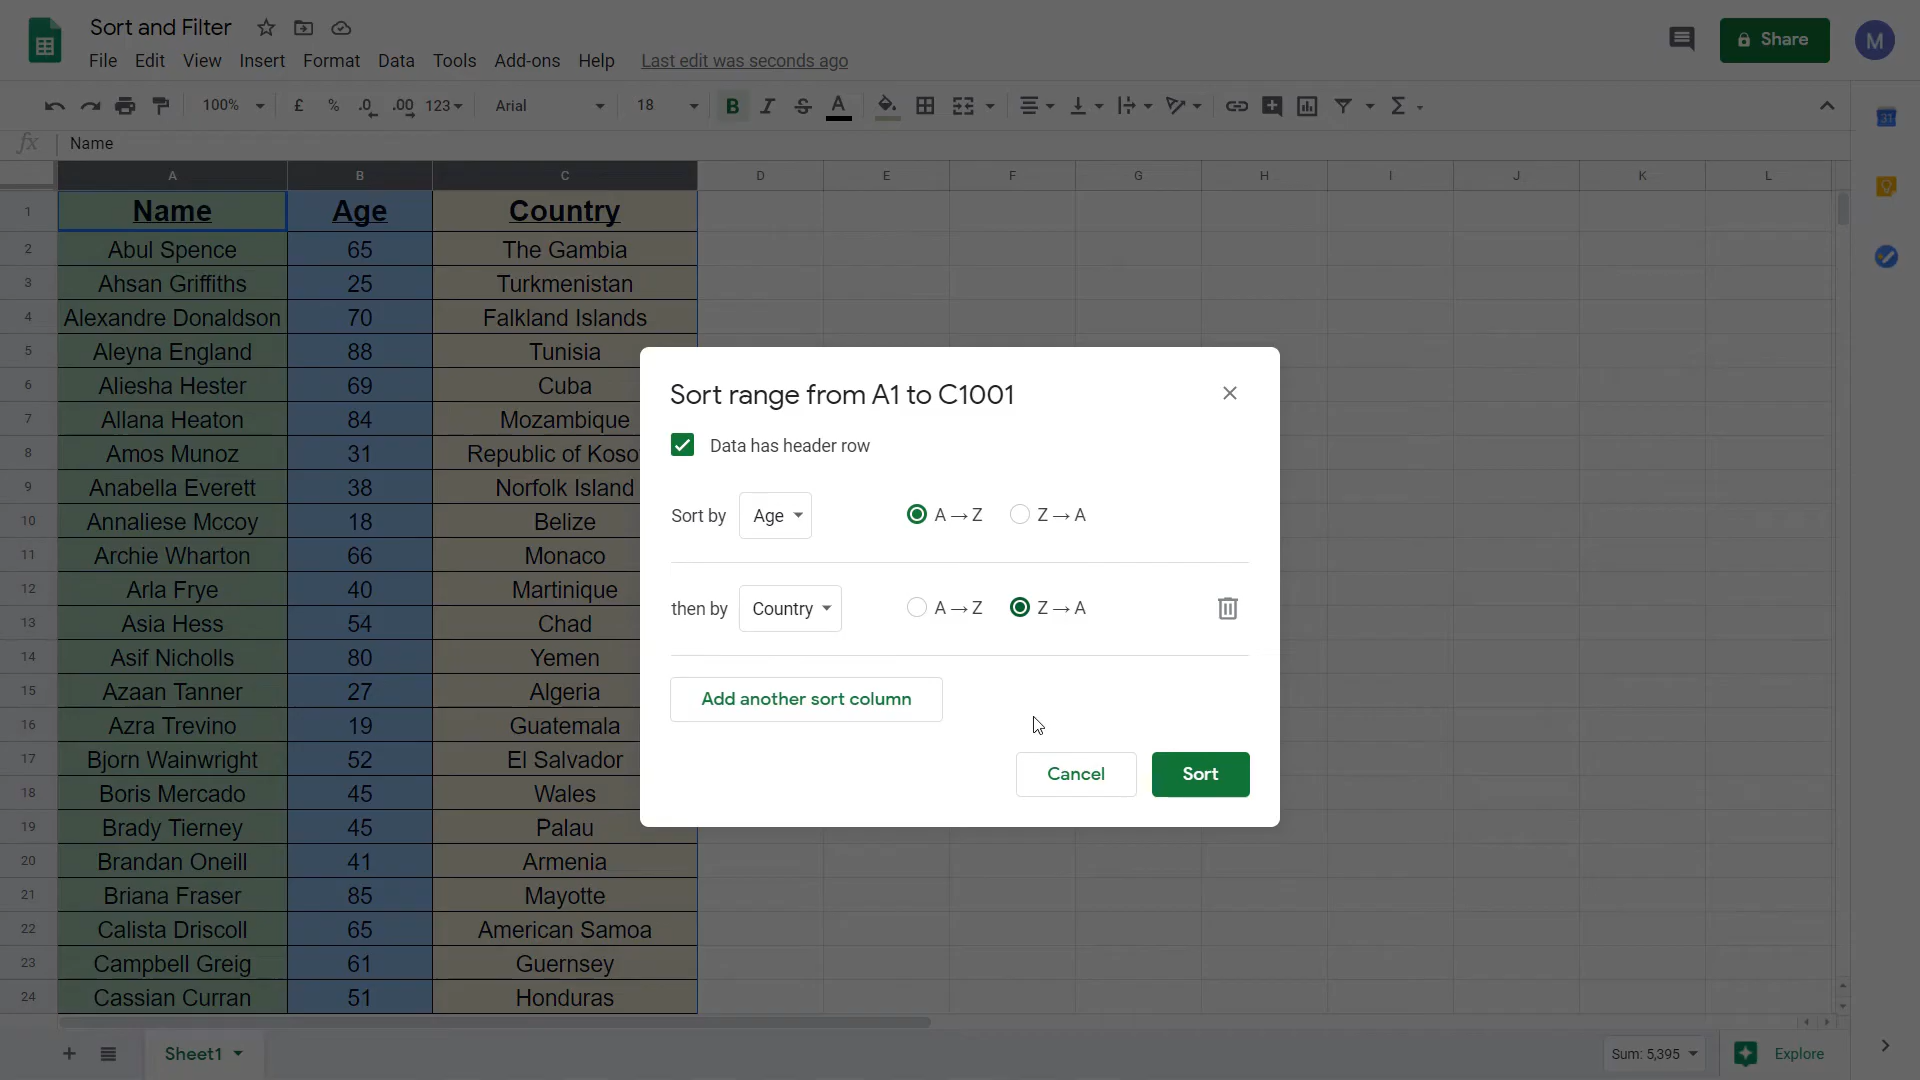 Sort and Filter
File Edit View Insert Format Data Tools Add-ons Help Last edit was seconds ago
Share
M
100% £ % .0 .00 123 Arial 18 B I S A Σ
31
fx Name
A B C D E F G H I J K L
1 Name Age Country
2 Abul Spence 65 The Gambia
3 Ahsan Griffiths 25 Turkmenistan
4 Alexandre Donaldson 70 Falkland Islands
5 Aleyna England 88 Tunisia
6 Aliesha Hester 69 Cuba
7 Allana Heaton 84 Mozambique
8 Amos Munoz 31 Republic of Koso
9 Anabella Everett 38 Norfolk Island
10 Annaliese Mccoy 18 Belize
11 Archie Wharton 66 Monaco
12 Arla Frye 40 Martinique
13 Asia Hess 54 Chad
14 Asif Nicholls 80 Yemen
15 Azaan Tanner 27 Algeria
16 Azra Trevino 19 Guatemala
17 Bjorn Wainwright 52 El Salvador
18 Boris Mercado 45 Wales
19 Brady Tierney 45 Palau
20 Brandan Oneill 41 Armenia
21 Briana Fraser 85 Mayotte
22 Calista Driscoll 65 American Samoa
23 Campbell Greig 61 Guernsey
24 Cassian Curran 51 Honduras
Sort range from A1 to C1001
Data has header row
Sort by Age A → Z Z → A
then by Country A → Z Z → A
Add another sort column
Cancel Sort
Sheet1
Sum: 5,395
Explore